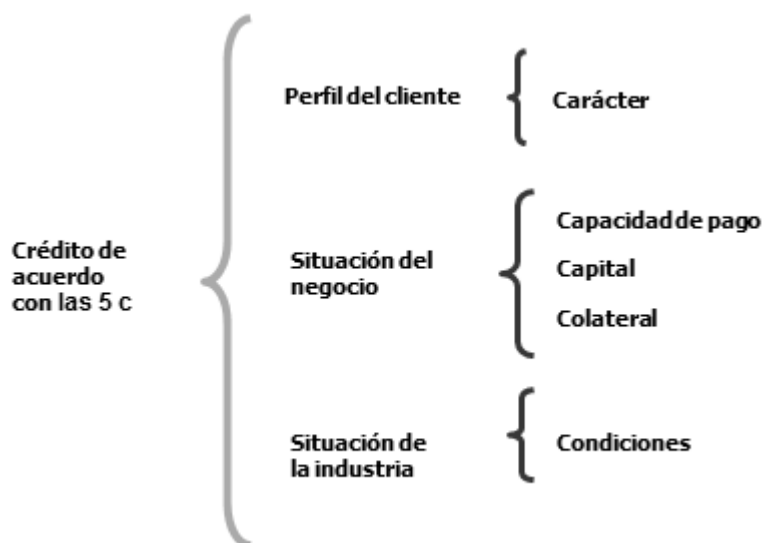 Crédito de
acuerdo
con las 5 c
Perfil del cliente
Carácter
Situación del
negocio
Capacidad de pago
Capital
Colateral
Situación de
la industria
Condiciones